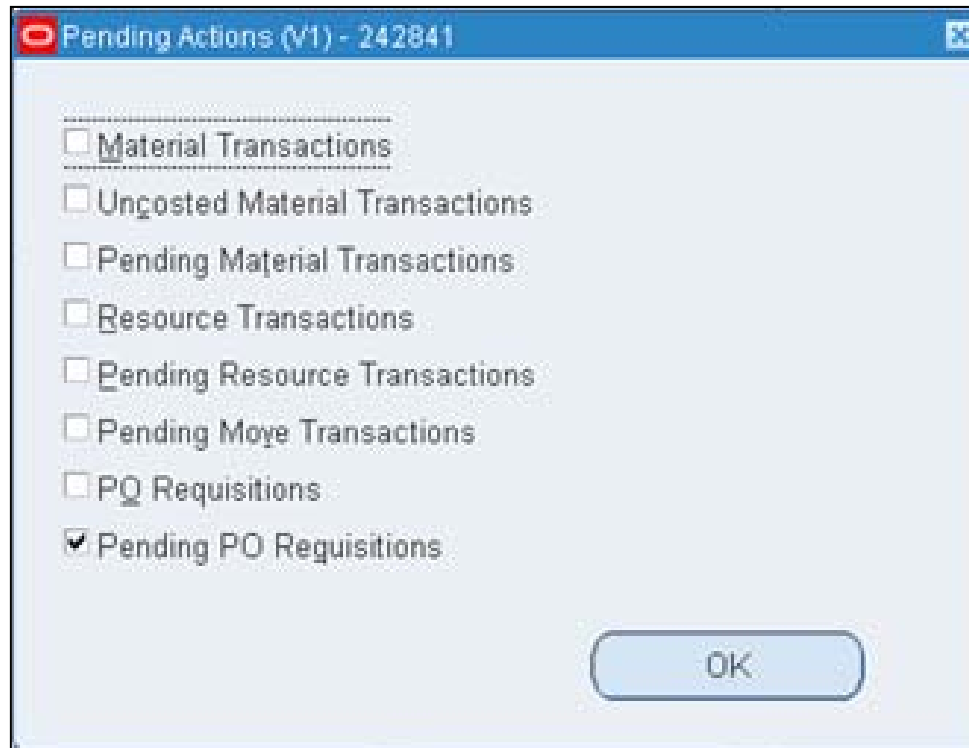 Pending Actions (V1) - 242841
Material Transactions
Uncosted Material Transactions
Pending Material Transactions
Resource Transactions
Pending Resource Transactions
Pending Move Transactions
PO Requisitions
Pending PO Requisitions
OK